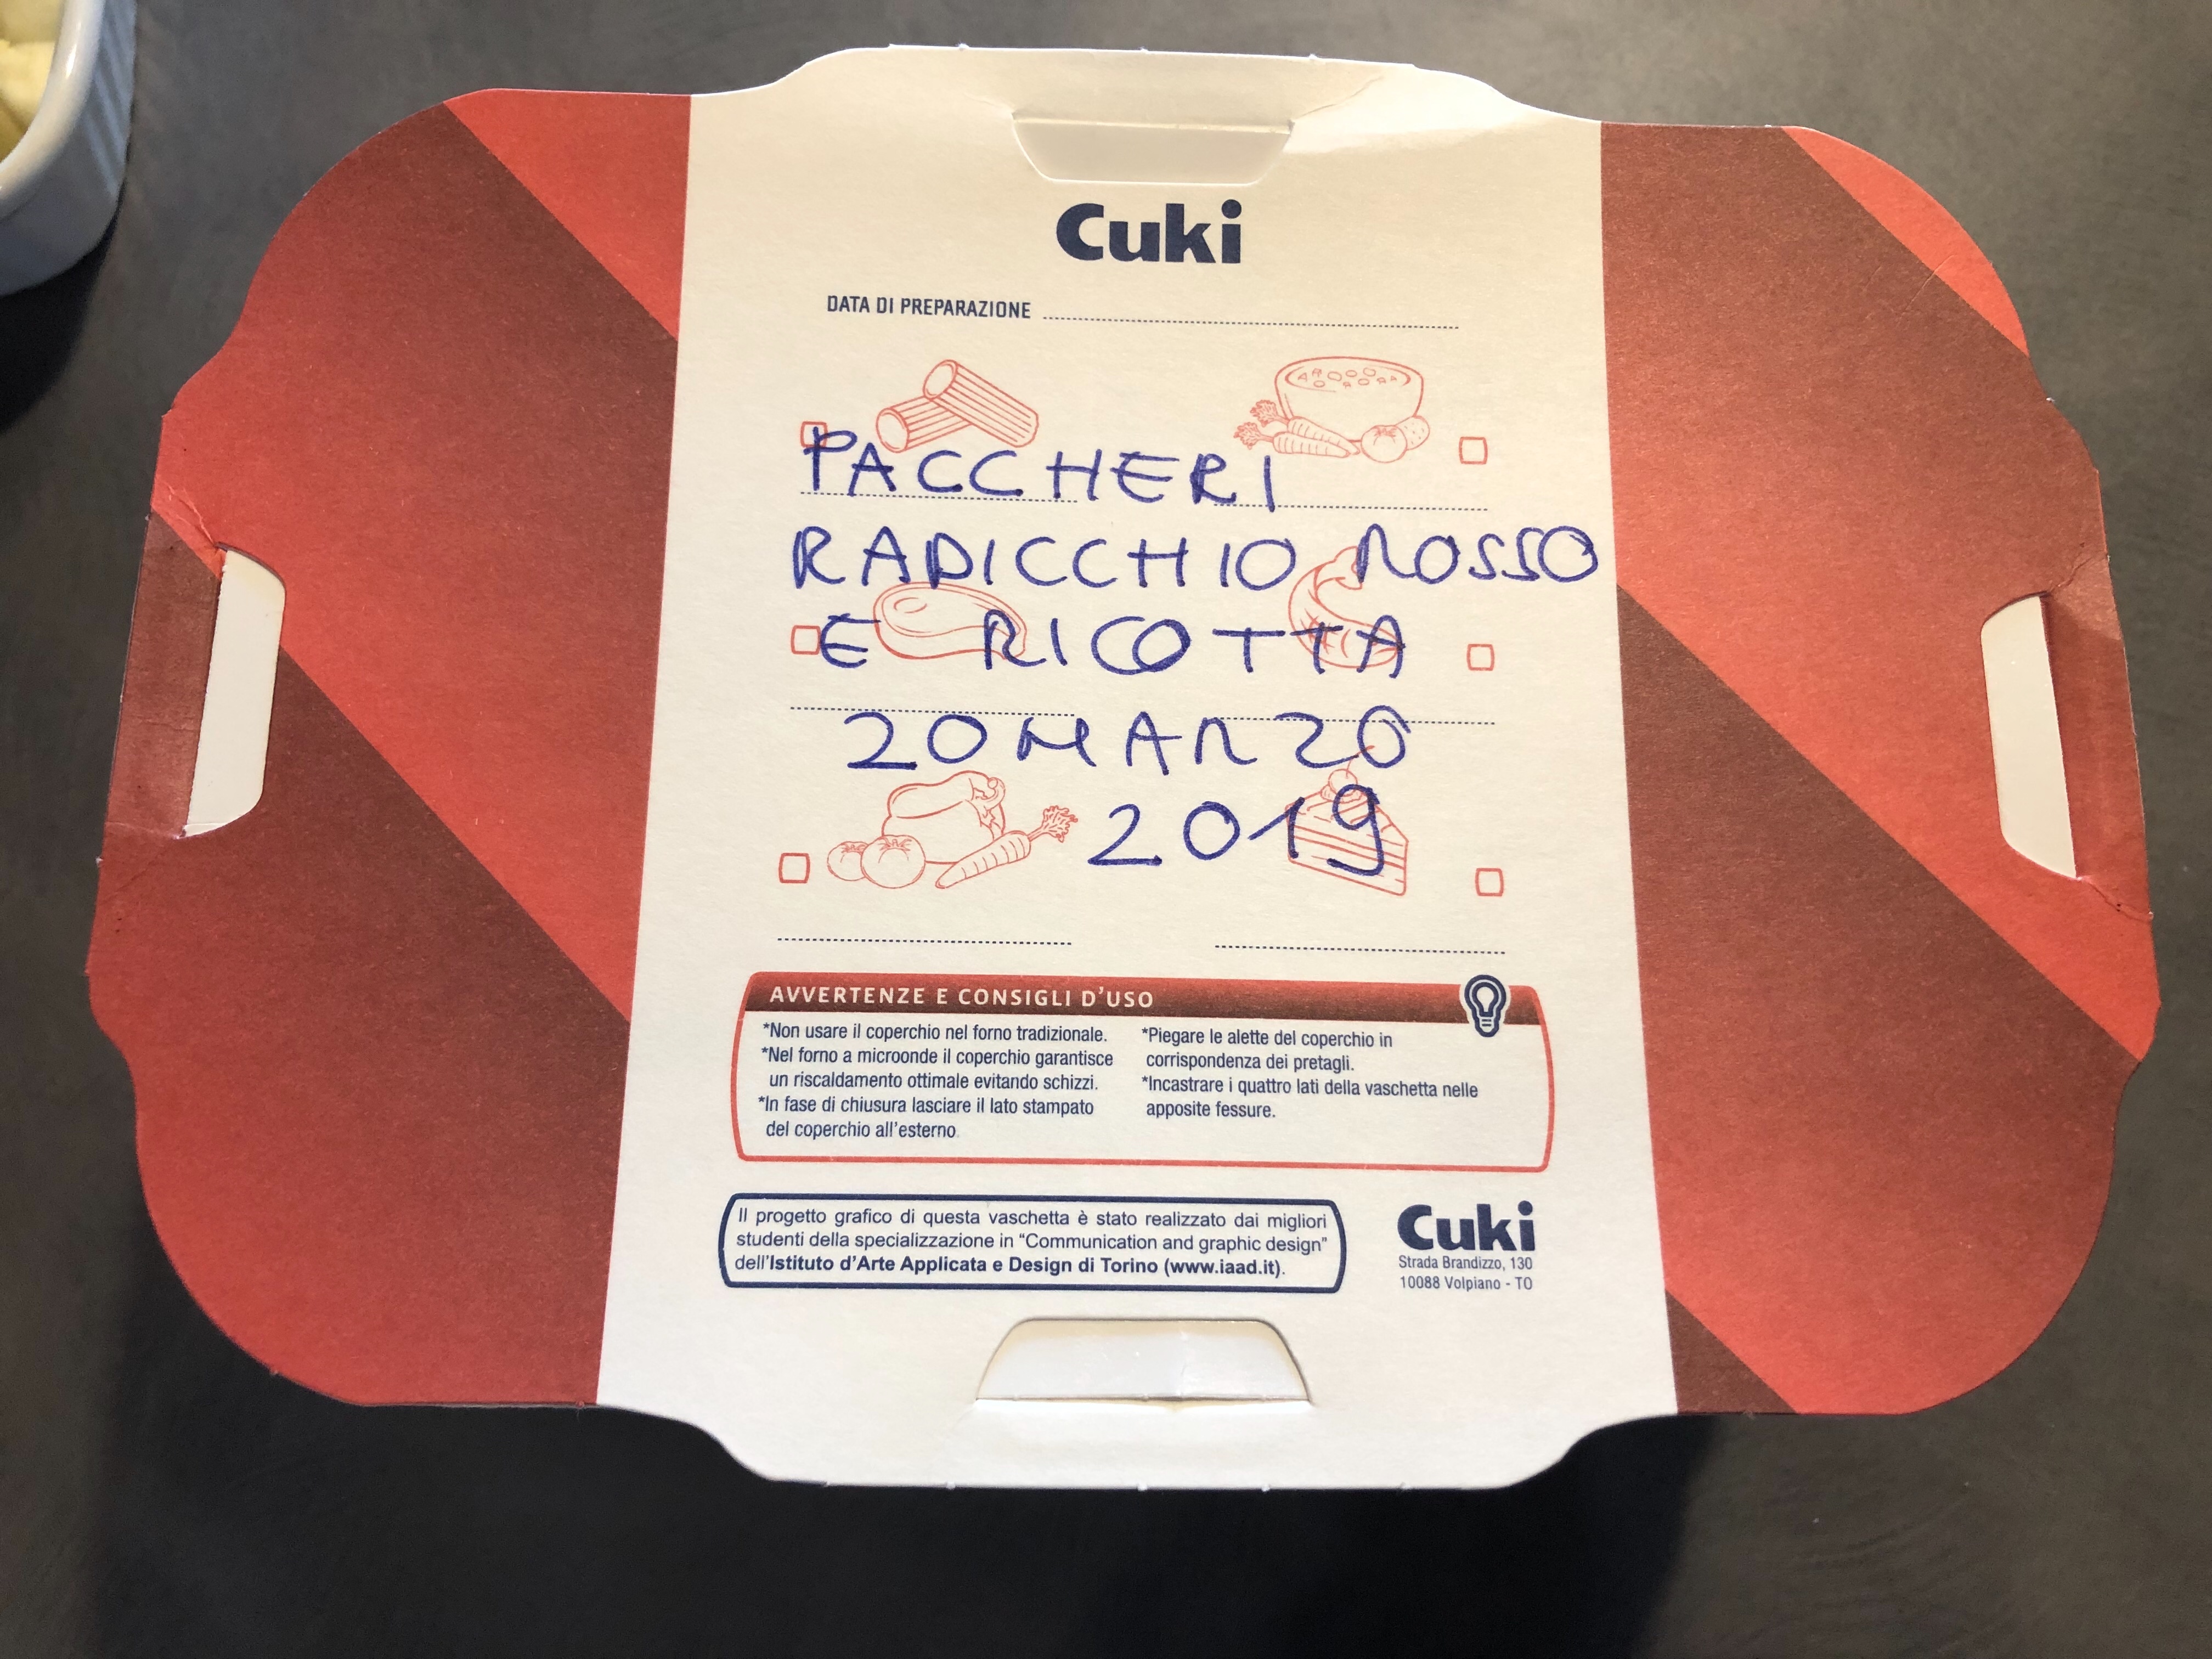 Cuki
DATA DI PREPARAZIONE
PACCHERI
RADICCHIO ROSSO
E RICOTTA
20 MARZO
2019
AVVERTENZE E CONSIGLI D'USO
*Non usare il coperchio nel forno tradizionale.
*Nel forno a microonde il coperchio garantisce
un riscaldamento ottimale evitando schizzi.
*In fase di chiusura lasciare il lato stampato
del coperchio all'esterno.
*Piegare le alette del coperchio in
corrispondenza dei pretagli.
*Incastrare i quattro lati della vaschetta nelle
apposite fessure.
Il progetto grafico di questa vaschetta è stato realizzato dai migliori
studenti della specializzazione in "Communication and graphic design"
dell'Istituto d'Arte Applicata e Design di Torino (www.iaad.it).
Cuki
Strada Brandizzo, 130
10088 Volpiano - TO